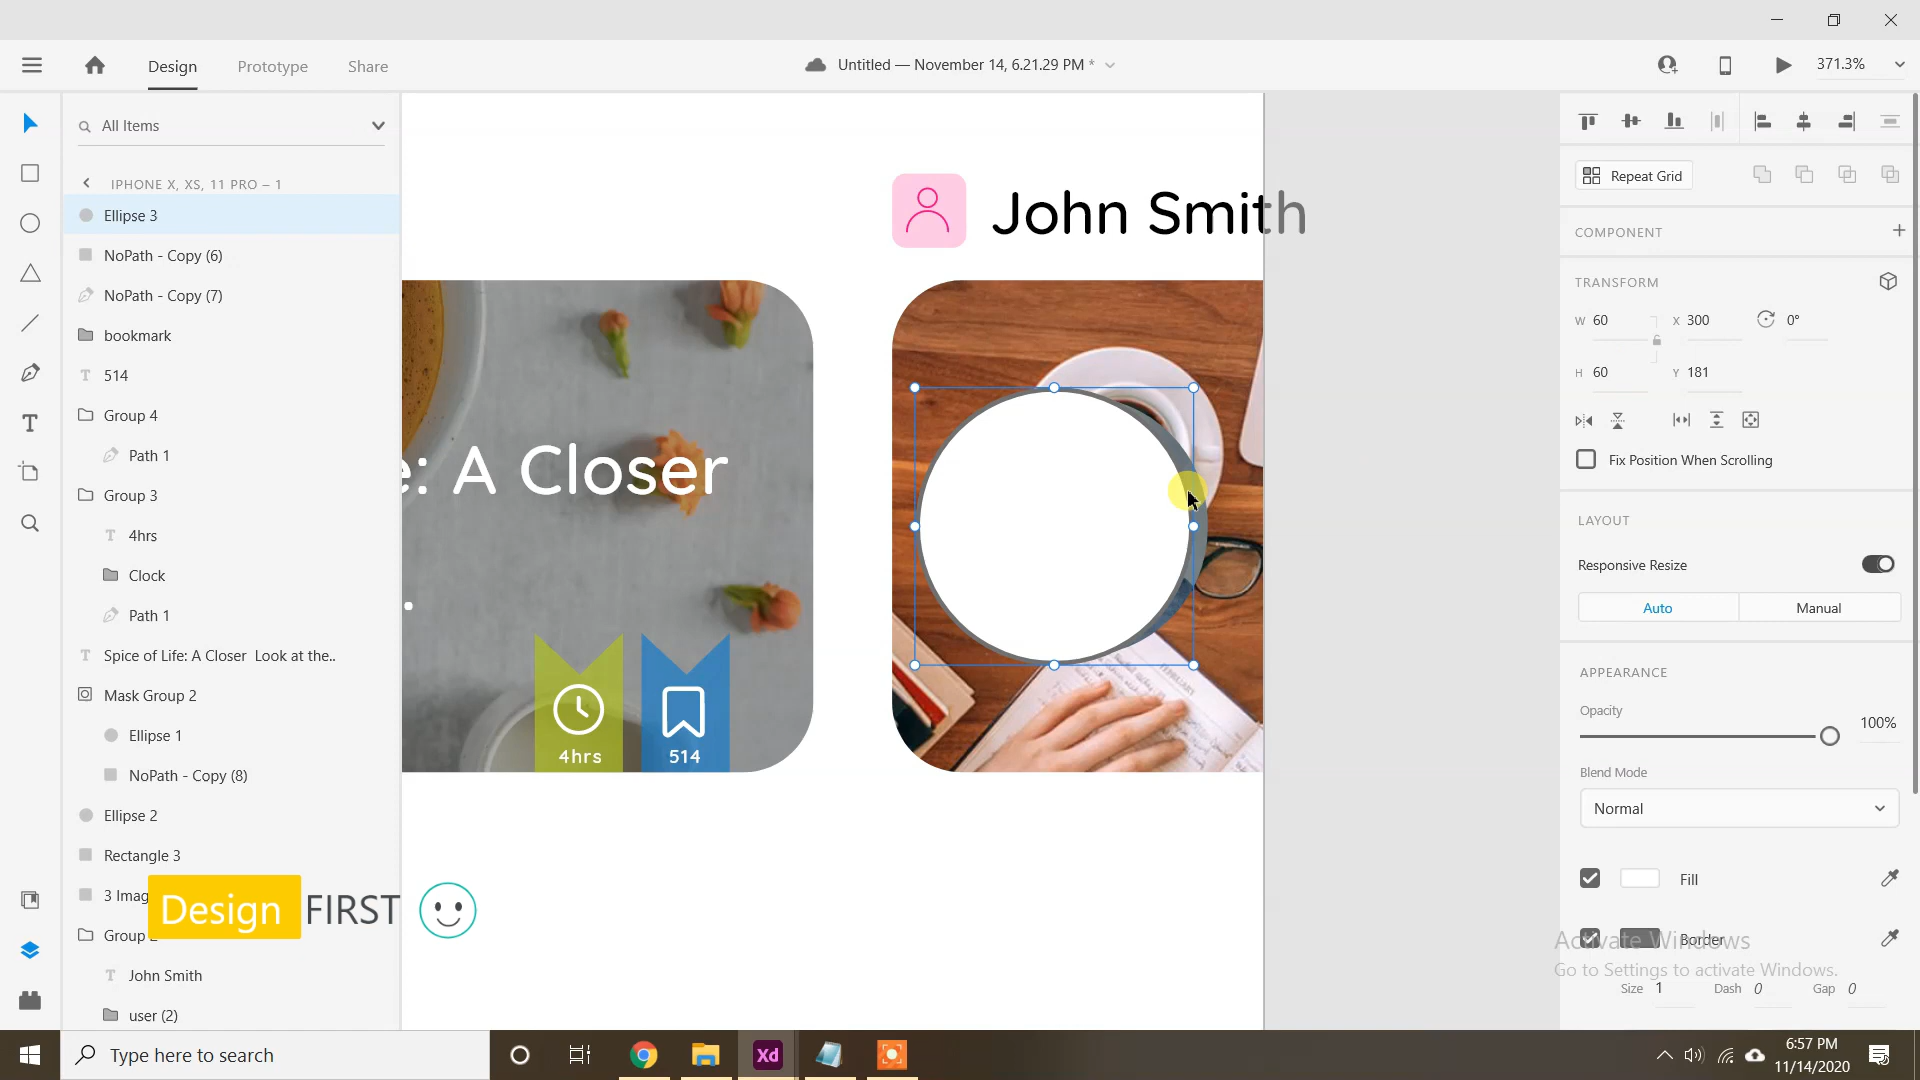 Design
Prototype
Share
Untitled — November 14, 6.21.29 PM *
371.3%
All Items
IPHONE X, XS, 11 PRO – 1
Ellipse 3
NoPath - Copy (6)
NoPath - Copy (7)
bookmark
514
Group 4
Path 1
Group 3
4hrs
Clock
Path 1
Spice of Life: A Closer Look at the..
Mask Group 2
Ellipse 1
NoPath - Copy (8)
Ellipse 2
Rectangle 3
3 Imag
Group
John Smith
user (2)
John Smith
: A Closer
.
4hrs
514
FEBRUARY
Design FIRST
Repeat Grid
COMPONENT
TRANSFORM
W 60
X 300
0°
H 60
Y 181
Fix Position When Scrolling
LAYOUT
Responsive Resize
Auto
Manual
APPEARANCE
Opacity
100%
Blend Mode
Normal
Fill
Border
Activate Windows
Go to Settings to activate Windows.
Size 1
Dash 0
Gap 0
Type here to search
Xd
6:57 PM
11/14/2020